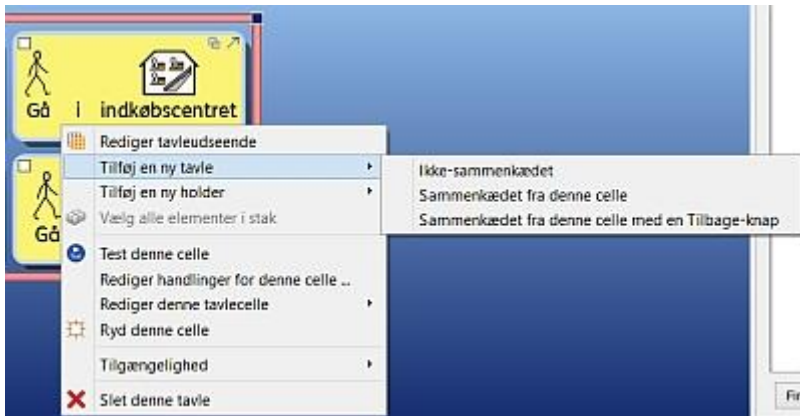 Gå i indkøbscentret
Gå
Rediger tavleudseende
Tilføj en ny tavle
Ikke-sammenkædet
Sammenkædet fra denne celle
Sammenkædet fra denne celle med en Tilbage-knap
Tilføj en ny holder
Vælg alle elementer i stak
Test denne celle
Rediger handlinger for denne celle ...
Rediger denne tavlecelle
Ryd denne celle
Tilgængelighed
Slet denne tavle